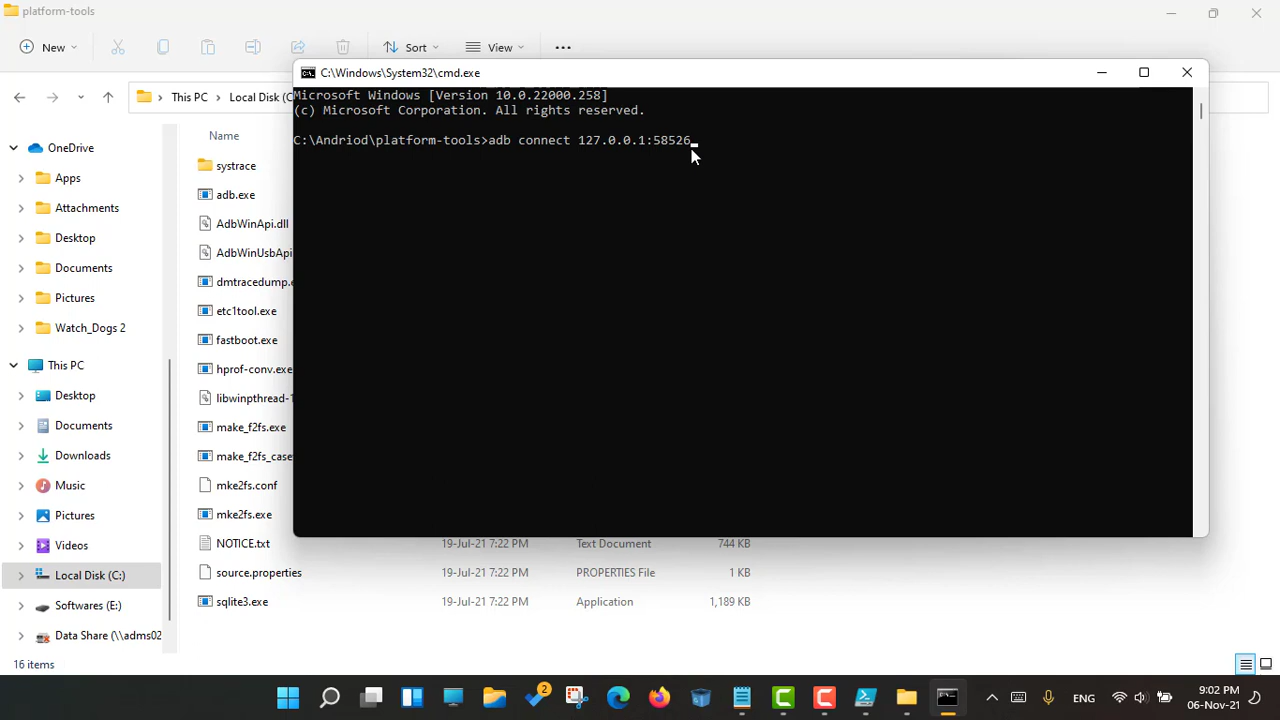 platform-tools
New
Sort
View
This PC
Local Disk (C
C:\Windows\System32\cmd.exe
Microsoft Windows [Version 10.0.22000.258]
(c) Microsoft Corporation. All rights reserved.
C:\Andriod\platform-tools>adb connect 127.0.0.1:58526
OneDrive
Apps
Attachments
Desktop
Documents
Pictures
Watch_Dogs 2
This PC
Desktop
Documents
Downloads
Music
Pictures
Videos
Local Disk (C:)
Softwares (E:)
Data Share (\\adms02
Name
systrace
adb.exe
AdbWinApi.dll
AdbWinUsbApi
dmtracedump.e
etc1tool.exe
fastboot.exe
hprof-conv.exe
libwinpthread-1
make_f2fs.exe
make_f2fs_case
mke2fs.conf
mke2fs.exe
NOTICE.txt 19-Jul-21 7:22 PM Text Document 744 KB
source.properties 19-Jul-21 7:22 PM PROPERTIES File 1 KB
sqlite3.exe 19-Jul-21 7:22 PM Application 1,189 KB
16 items
2
ENG
9:02 PM
06-Nov-21